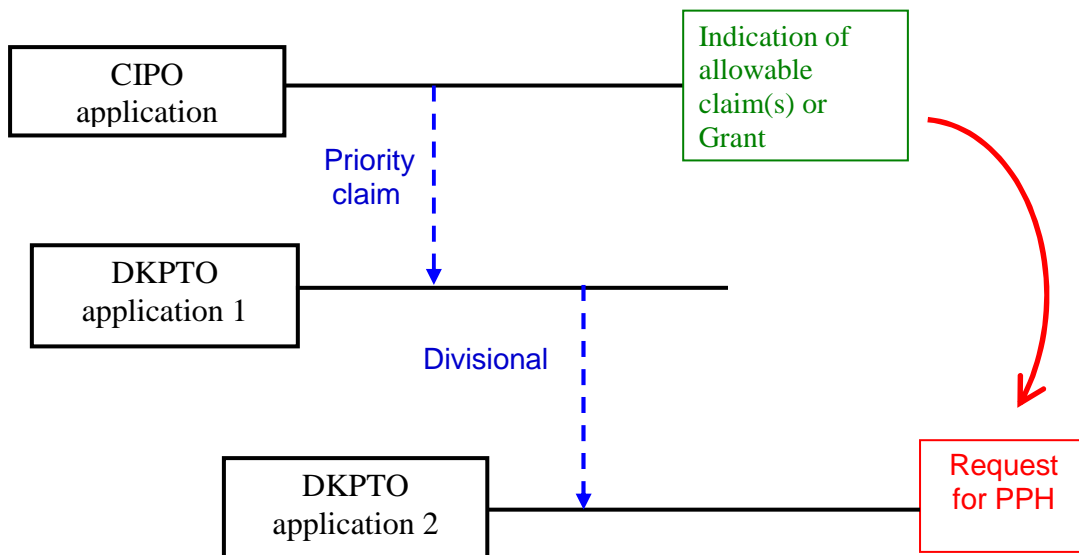 CIPO
application
Indication of
allowable
claim(s) or
Grant
Priority
claim
DKPTO
application 1
Divisional
DKPTO
application 2
Request
for PPH